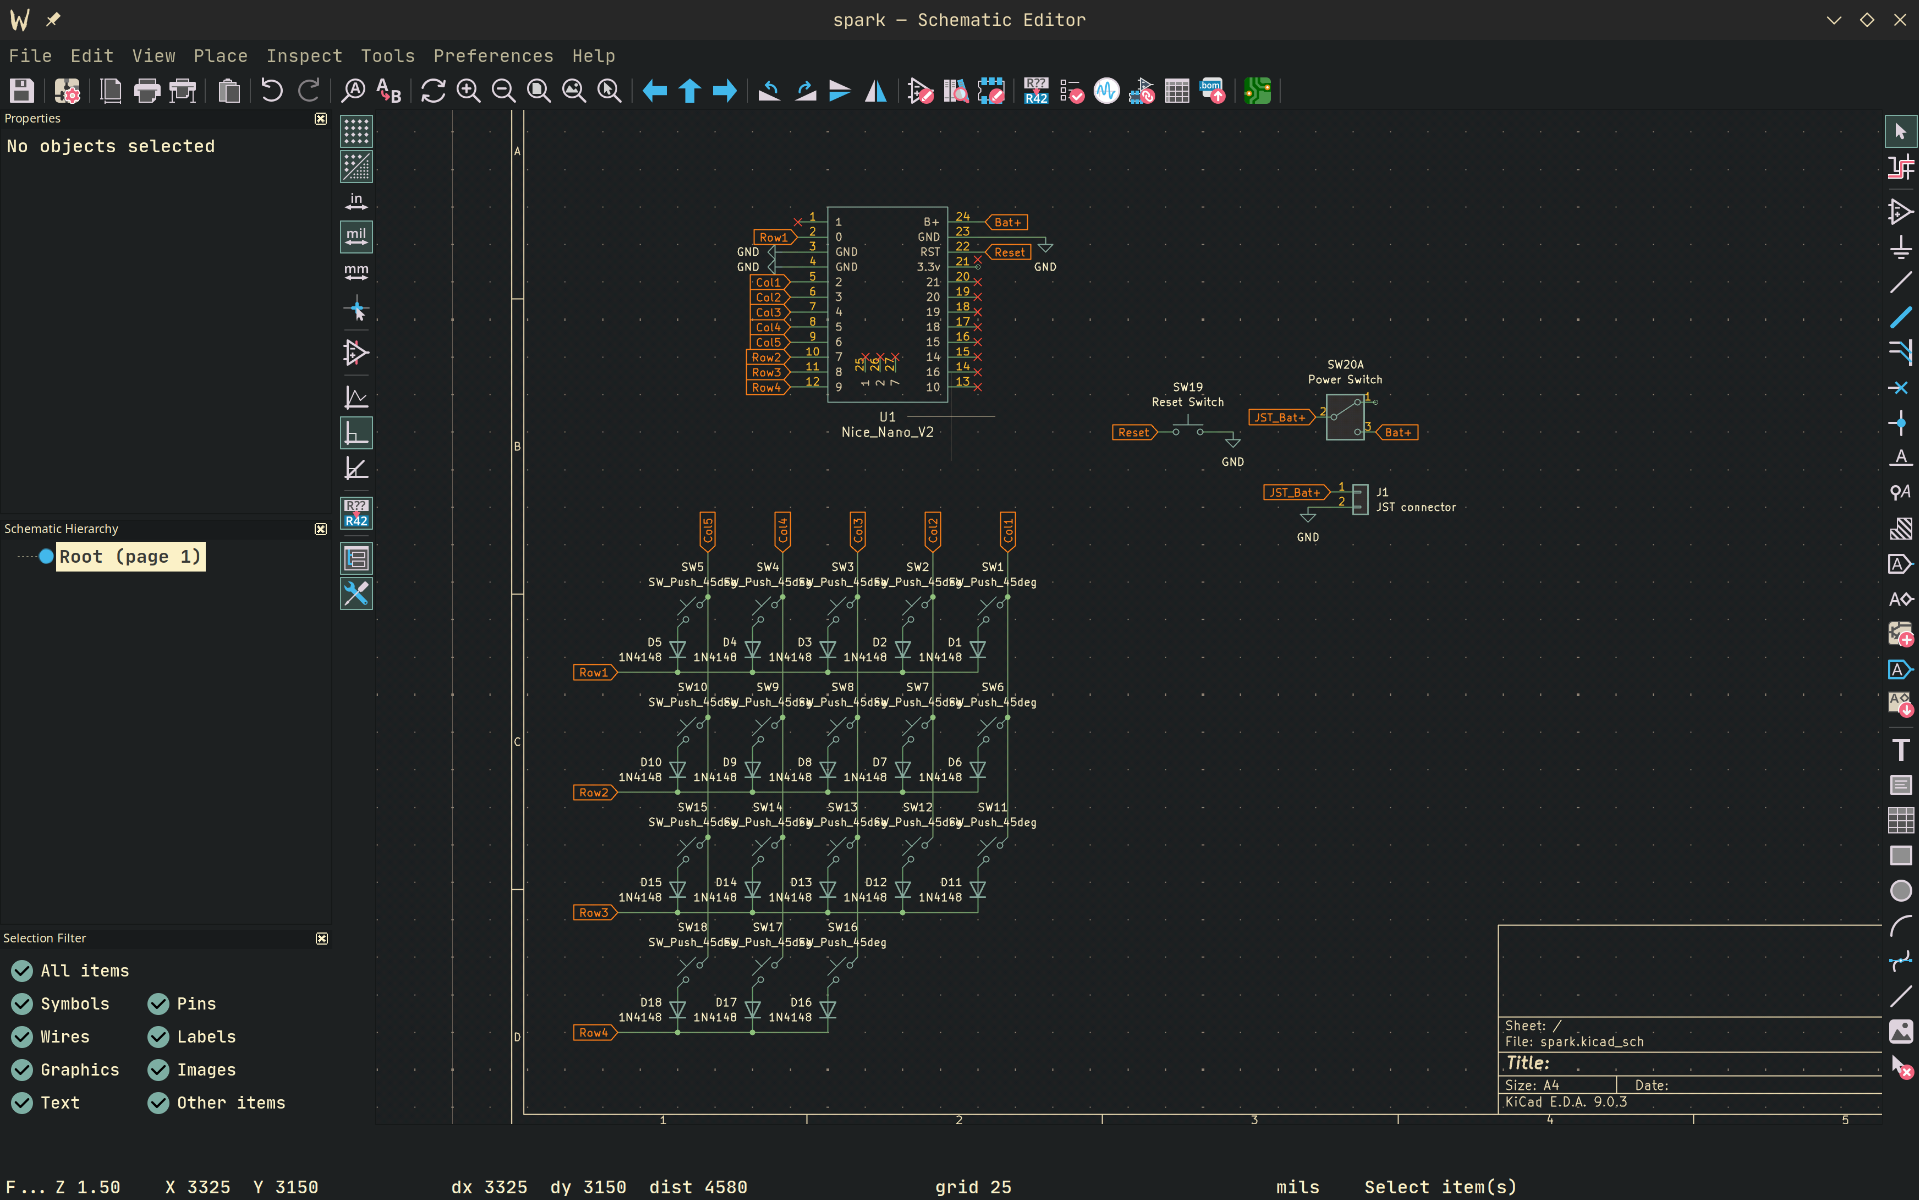 spark — Schematic Editor
File Edit View Place Inspect Tools Preferences Help
Properties
No objects selected
Schematic Hierarchy
Root (page 1)
Selection Filter
All items
Symbols Pins
Wires Labels
Graphics Images
Text Other items
in
mil
mm
R??
R42
R??
R42
bom
A
B
C
D
1 1 B+ 24 Bat+
Row1 2 0 GND 23
GND 3 GND RST 22 Reset
GND 4 GND 3.3v 21 GND
Col1 5 2 21 20
Col2 6 3 20 19
Col3 7 4 19 18
Col4 8 5 18 17
Col5 9 6 15 16
Row2 10 7 14 15
Row3 11 8 16 14
Row4 12 9 10 13
25 26 27
1 2 7
U1
Nice_Nano_V2
SW19
Reset Switch
Reset
GND
SW20A
Power Switch
JST_Bat+ 2 1
3 Bat+
JST_Bat+ 1 J1
2 JST connector
GND
Col5 Col4 Col3 Col2 Col1
SW5 SW4 SW3 SW2 SW1
SW_Push_45deg SW_Push_45deg SW_Push_45deg SW_Push_45deg SW_Push_45deg
D5 D4 D3 D2 D1
1N4148 1N4148 1N4148 1N4148 1N4148
Row1
SW10 SW9 SW8 SW7 SW6
SW_Push_45deg SW_Push_45deg SW_Push_45deg SW_Push_45deg SW_Push_45deg
D10 D9 D8 D7 D6
1N4148 1N4148 1N4148 1N4148 1N4148
Row2
SW15 SW14 SW13 SW12 SW11
SW_Push_45deg SW_Push_45deg SW_Push_45deg SW_Push_45deg SW_Push_45deg
D15 D14 D13 D12 D11
1N4148 1N4148 1N4148 1N4148 1N4148
Row3
SW18 SW17 SW16
SW_Push_45deg SW_Push_45deg SW_Push_45deg
D18 D17 D16
1N4148 1N4148 1N4148
Row4
Sheet: /
File: spark.kicad_sch
Title:
Size: A4 Date:
KiCad E.D.A. 9.0.3
1 2 3 4 5
F... Z 1.50 X 3325 Y 3150 dx 3325 dy 3150 dist 4580 grid 25 mils Select item(s)